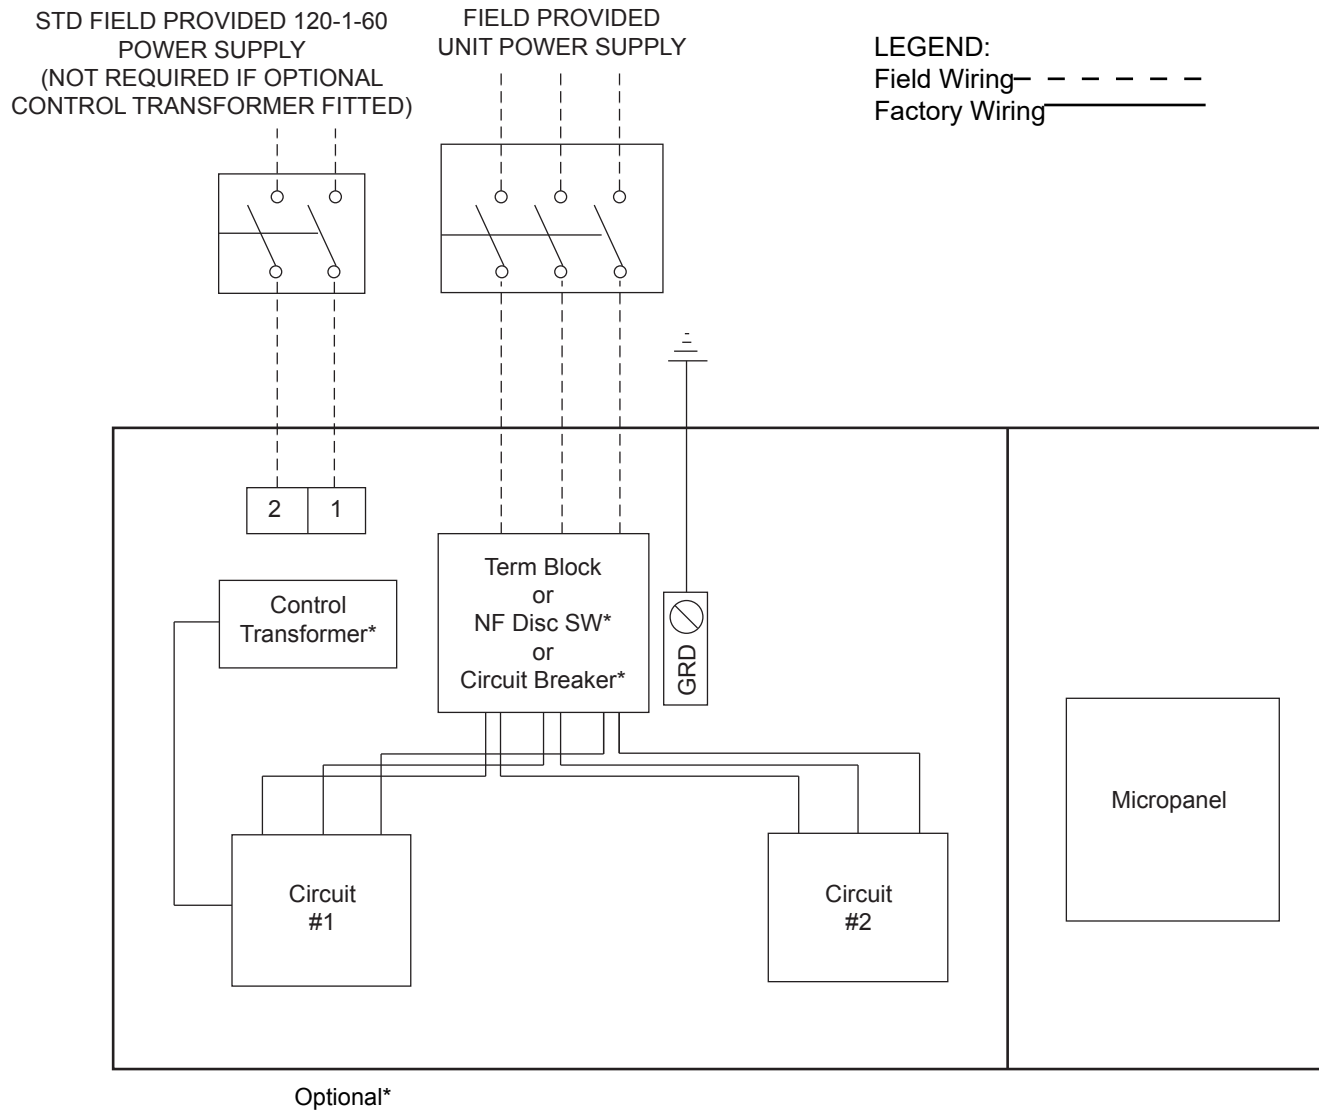 STD FIELD PROVIDED 120-1-60
POWER SUPPLY
(NOT REQUIRED IF OPTIONAL
CONTROL TRANSFORMER FITTED)
FIELD PROVIDED
UNIT POWER SUPPLY
LEGEND:
Field Wiring
Factory Wiring
2
1
Control
Transformer*
Term Block
or
NF Disc SW*
or
Circuit Breaker*
GRD
Circuit
#1
Circuit
#2
Micropanel
Optional*